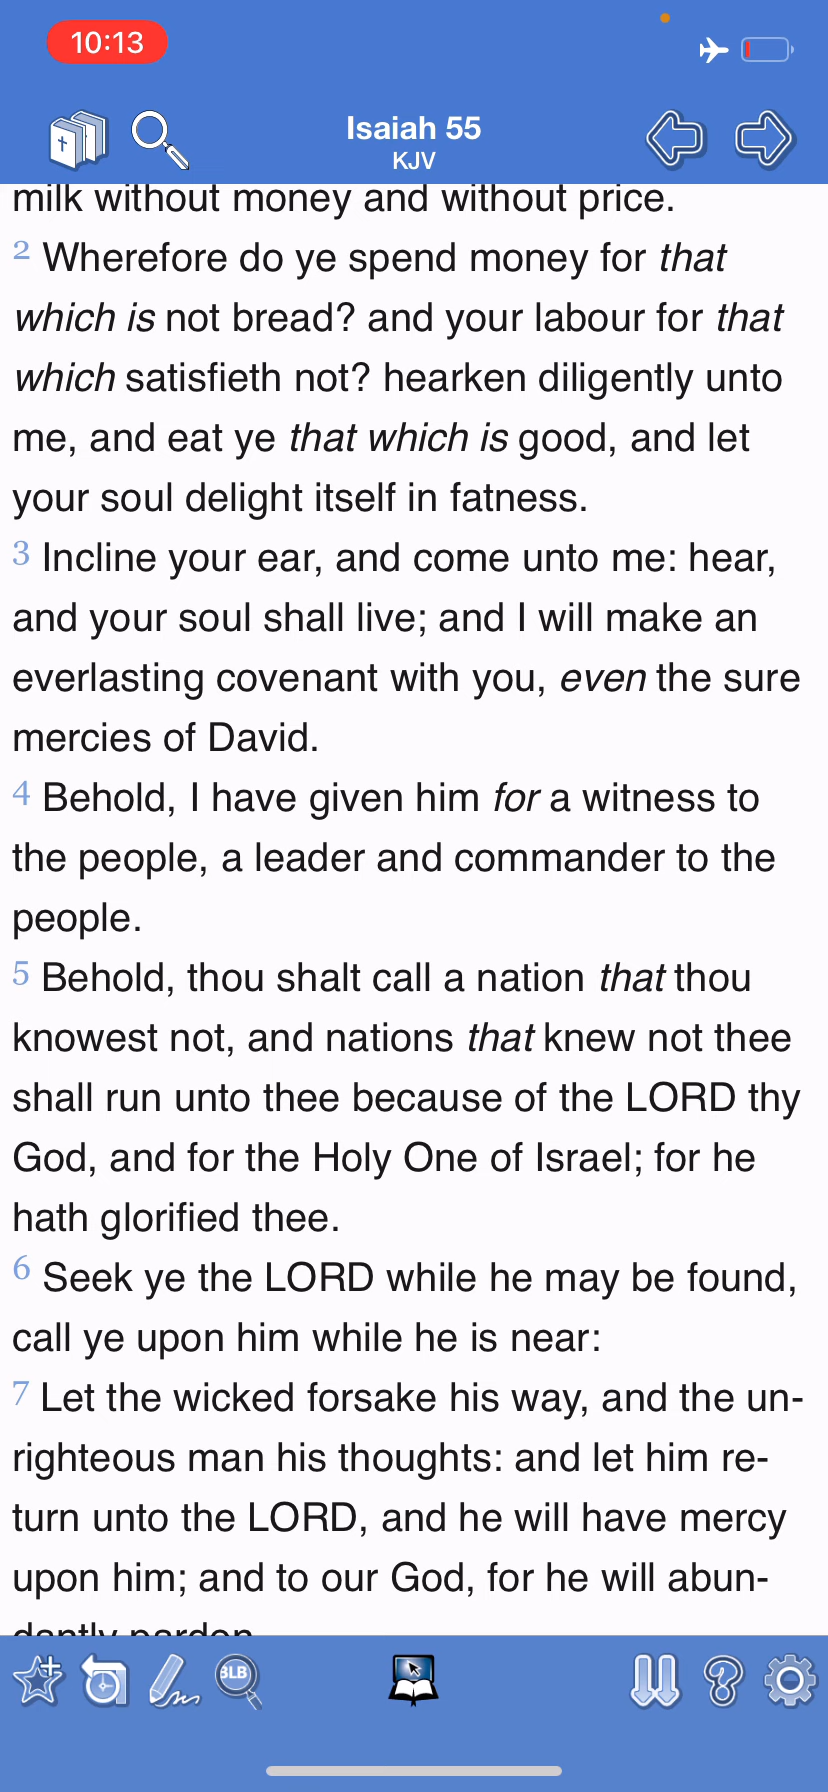 10:13
Isaiah 55
KJV
milk without money and without price.
2 Wherefore do ye spend money for that
which is not bread? and your labour for that
which satisfieth not? hearken diligently unto
me, and eat ye that which is good, and let
your soul delight itself in fatness.
3 Incline your ear, and come unto me: hear,
and your soul shall live; and I will make an
everlasting covenant with you, even the sure
mercies of David.
4 Behold, I have given him for a witness to
the people, a leader and commander to the
people.
5 Behold, thou shalt call a nation that thou
knowest not, and nations that knew not thee
shall run unto thee because of the LORD thy
God, and for the Holy One of Israel; for he
hath glorified thee.
6 Seek ye the LORD while he may be found,
call ye upon him while he is near:
7 Let the wicked forsake his way, and the un-
righteous man his thoughts: and let him re-
turn unto the LORD, and he will have mercy
upon him; and to our God, for he will abun-
dantly pardon
BLB